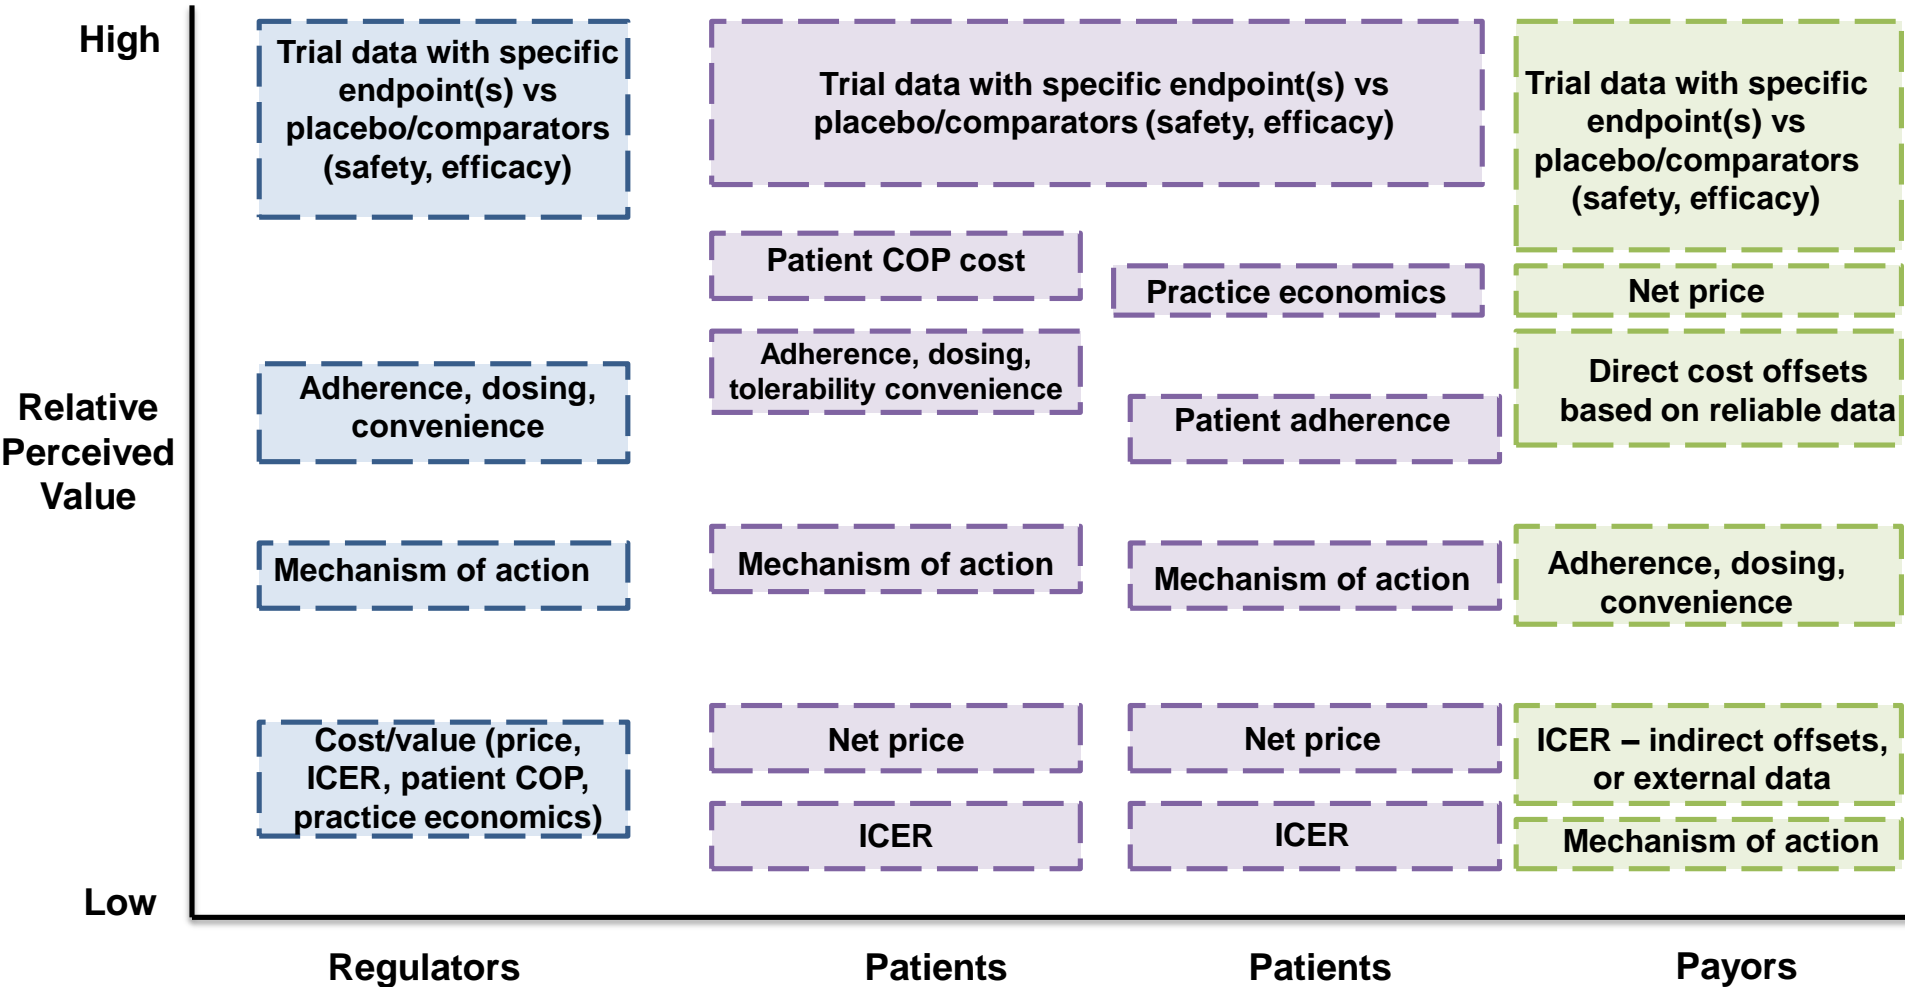 High
Trial data with specific
endpoint(s) vs
placebo/comparators
(safety, efficacy)
Trial data with specific endpoint(s) vs
placebo/comparators (safety, efficacy)
Trial data with specific
endpoint(s) vs
placebo/comparators
(safety, efficacy)
Patient COP cost
Practice economics
Net price
Relative
Perceived
Value
Adherence, dosing,
convenience
Adherence, dosing,
tolerability convenience
Patient adherence
Direct cost offsets
based on reliable data
Mechanism of action
Mechanism of action
Mechanism of action
Adherence, dosing,
convenience
Cost/value (price,
ICER, patient COP,
practice economics)
Net price
Net price
ICER – indirect offsets,
or external data
ICER
ICER
Mechanism of action
Low
Regulators
Patients
Patients
Payors